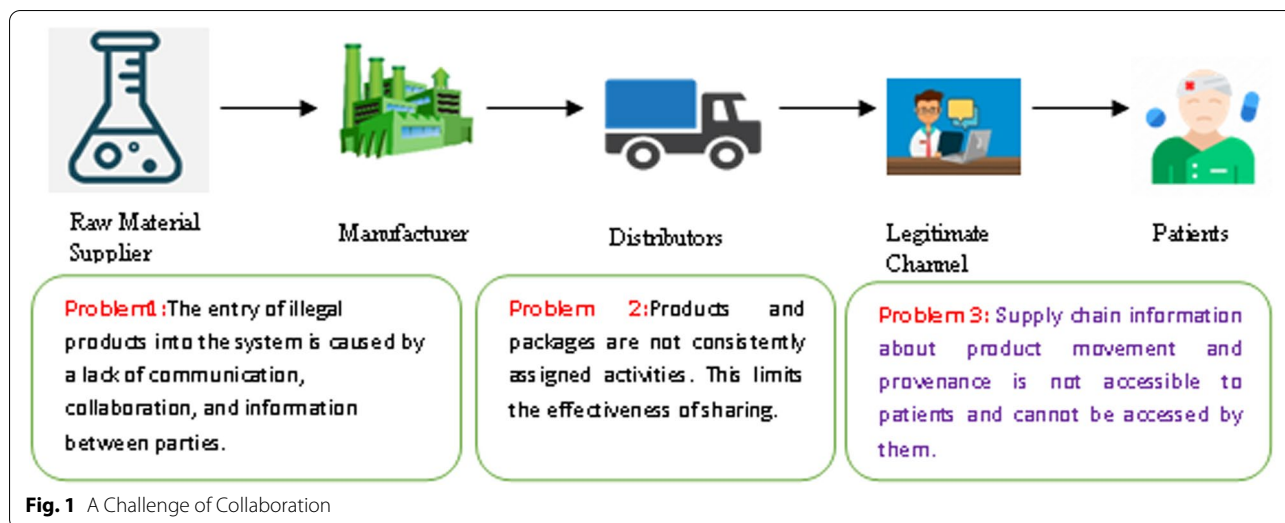 Raw Material
Supplier
Manufacturer
Distributors
Legitimate
Channel
Patients
Problem1:The entry of illegal
products into the system is caused by
a lack of communication,
collaboration, and information
between parties.
Problem 2:Products and
packages are not consistently
assigned activities. This limits
the effectiveness of sharing.
Problem 3: Supply chain information
about product movement and
provenance is not accessible to
patients and cannot be accessed by
them.
Fig. 1 A Challenge of Collaboration